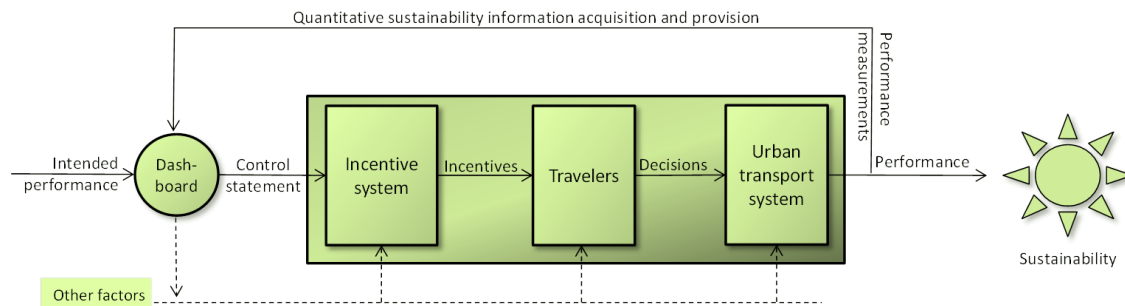 Quantitative sustainability information acquisition and provision
Performance
measurements
Intended
performance
Dash-
board
Control
statement
Incentive
system
Incentives
Travelers
Decisions
Urban
transport
system
Performance
Sustainability
Other factors